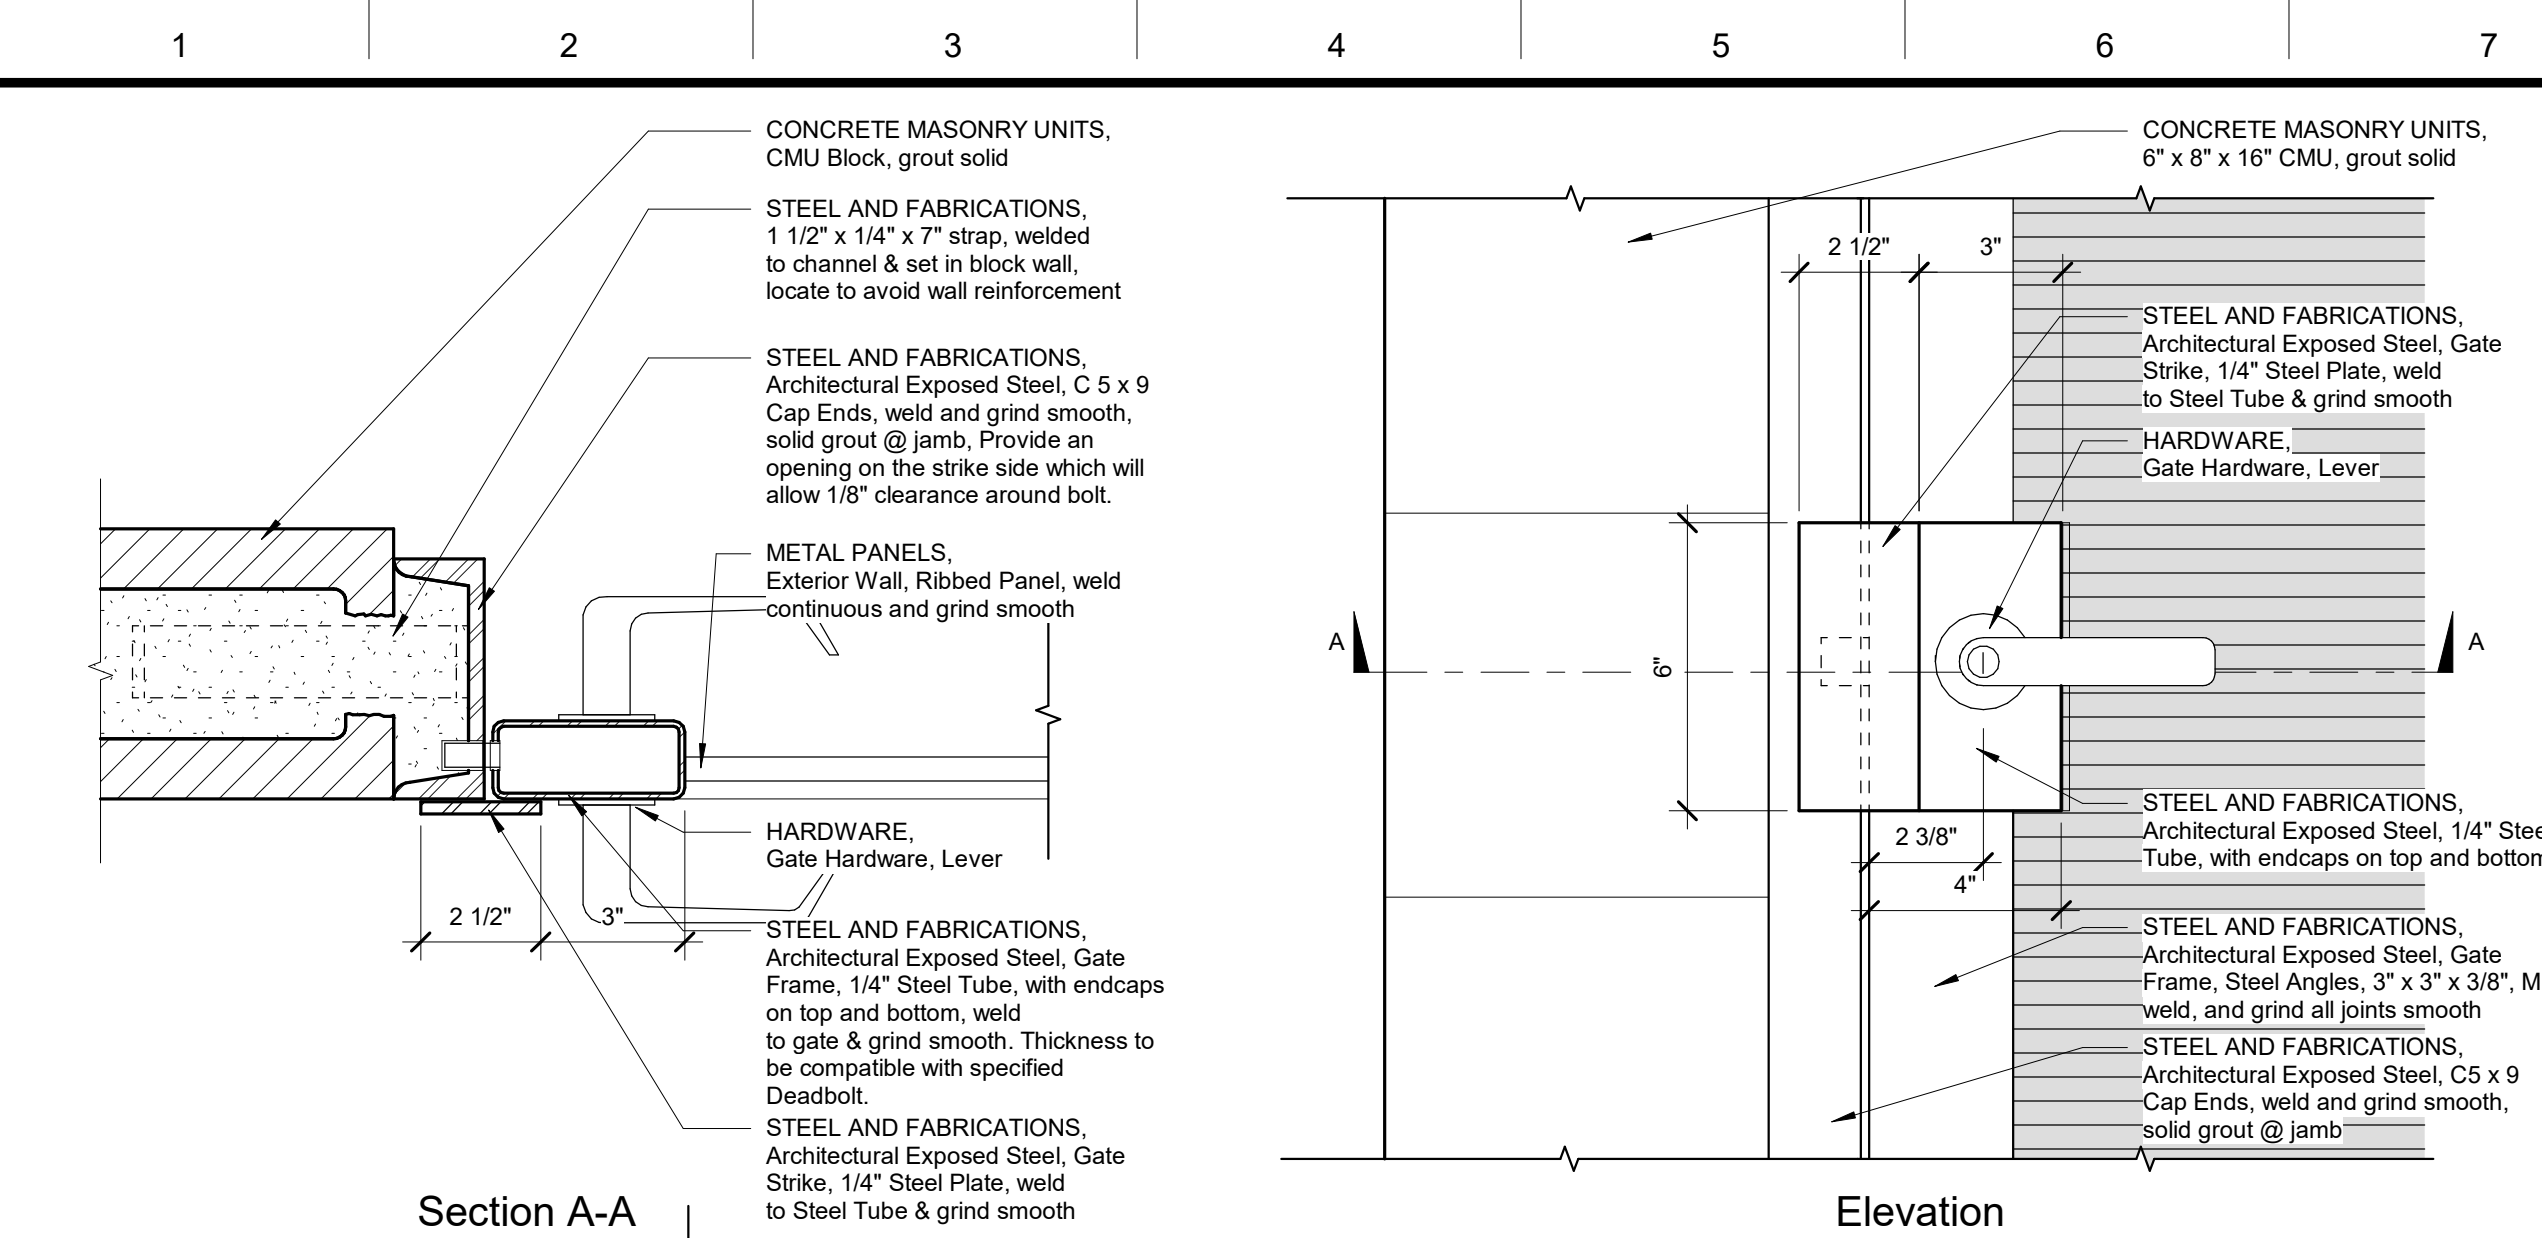 1
2
3
4
5
6
7
CONCRETE MASONRY UNITS,
CMU Block, grout solid
STEEL AND FABRICATIONS,
1 1/2" x 1/4" x 7" strap, welded
to channel & set in block wall,
locate to avoid wall reinforcement
STEEL AND FABRICATIONS,
Architectural Exposed Steel, C 5 x 9
Cap Ends, weld and grind smooth,
solid grout @ jamb, Provide an
opening on the strike side which will
allow 1/8" clearance around bolt.
METAL PANELS,
Exterior Wall, Ribbed Panel, weld
continuous and grind smooth
HARDWARE,
Gate Hardware, Lever
2 1/2"
3"
STEEL AND FABRICATIONS,
Architectural Exposed Steel, Gate
Frame, 1/4" Steel Tube, with endcaps
on top and bottom, weld
to gate & grind smooth. Thickness to
be compatible with specified
Deadbolt.
STEEL AND FABRICATIONS,
Architectural Exposed Steel, Gate
Strike, 1/4" Steel Plate, weld
to Steel Tube & grind smooth
Section A-A
CONCRETE MASONRY UNITS,
6" x 8" x 16" CMU, grout solid
2 1/2"
3"
STEEL AND FABRICATIONS,
Architectural Exposed Steel, Gate
Strike, 1/4" Steel Plate, weld
to Steel Tube & grind smooth
HARDWARE,
Gate Hardware, Lever
A
A
6"
STEEL AND FABRICATIONS,
Architectural Exposed Steel, 1/4" Stee
Tube, with endcaps on top and bottom
2 3/8"
4"
STEEL AND FABRICATIONS,
Architectural Exposed Steel, Gate
Frame, Steel Angles, 3" x 3" x 3/8", M
weld, and grind all joints smooth
STEEL AND FABRICATIONS,
Architectural Exposed Steel, C5 x 9
Cap Ends, weld and grind smooth,
solid grout @ jamb
Elevation